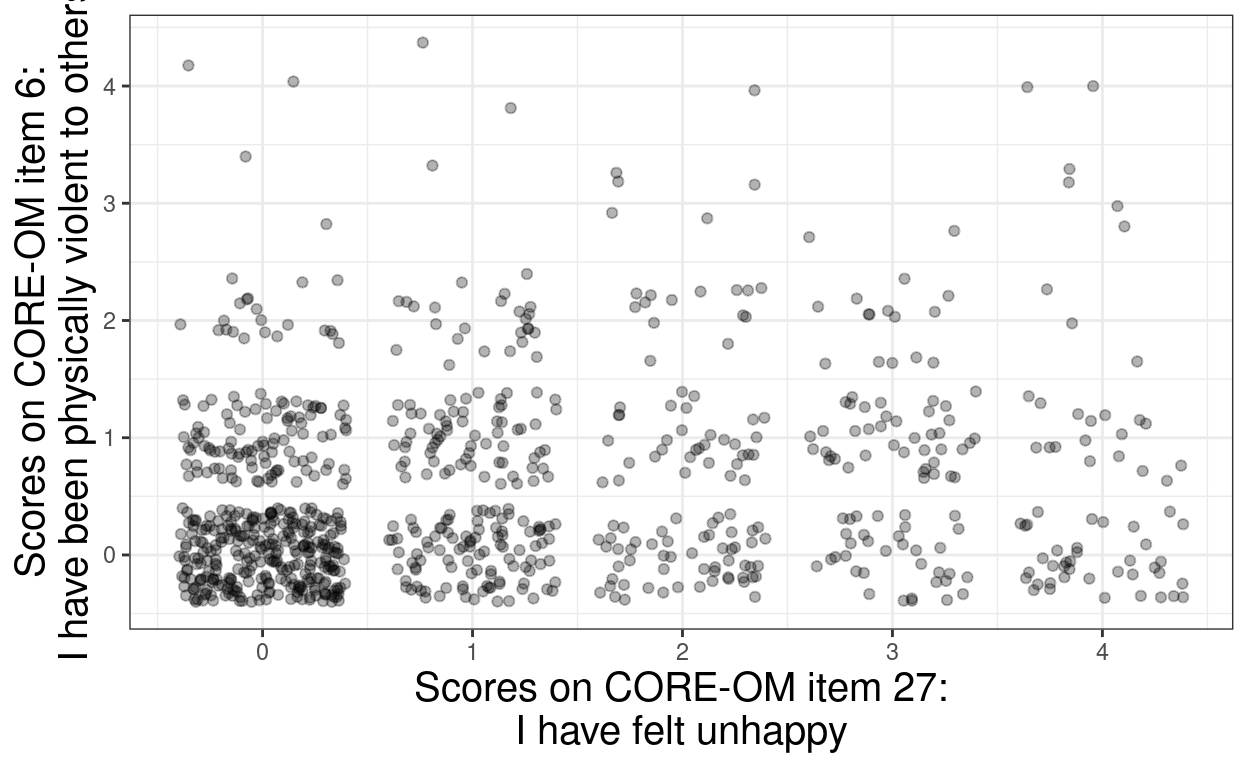 Scores on CORE-OM item 6:
I have been physically violent to others
4
3
2
1
0
0 1 2 3 4
Scores on CORE-OM item 27:
I have felt unhappy